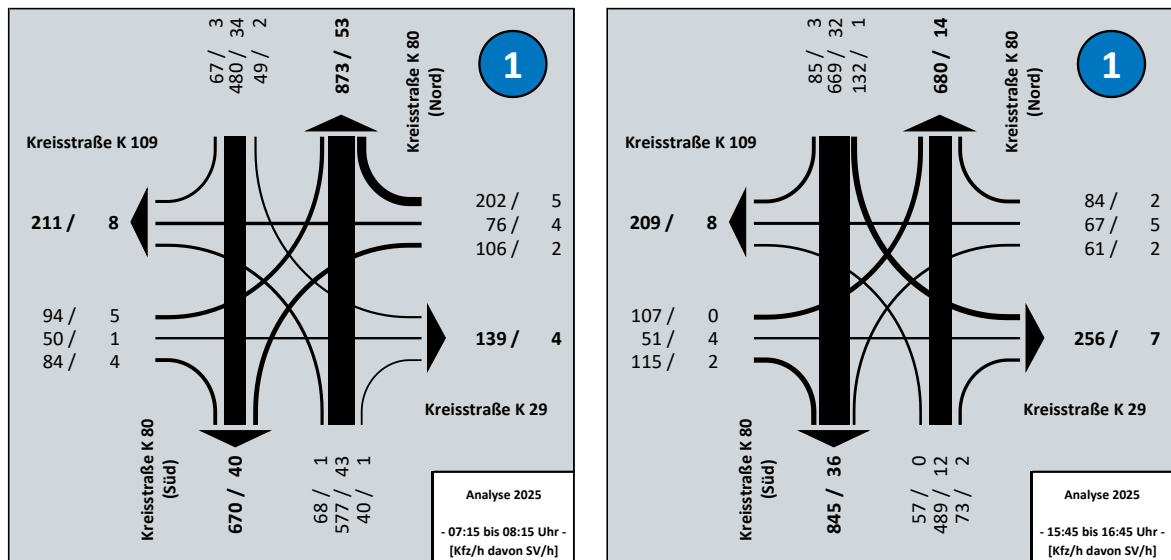 67 / 3
480 / 34
49 / 2
873 / 53
Kreisstraße K 80
(Nord)
1
Kreisstraße K 109
211 / 8
202 / 5
76 / 4
106 / 2
94 / 5
50 / 1
84 / 4
139 / 4
Kreisstraße K 29
Kreisstraße K 80
(Süd)
670 / 40
68 / 1
577 / 43
40 / 1
Analyse 2025
- 07:15 bis 08:15 Uhr -
[Kfz/h davon SV/h]
85 / 3
669 / 32
132 / 1
680 / 14
Kreisstraße K 80
(Nord)
1
Kreisstraße K 109
209 / 8
84 / 2
67 / 5
61 / 2
107 / 0
51 / 4
115 / 2
256 / 7
Kreisstraße K 29
Kreisstraße K 80
(Süd)
845 / 36
57 / 0
489 / 12
73 / 2
Analyse 2025
- 15:45 bis 16:45 Uhr -
[Kfz/h davon SV/h]